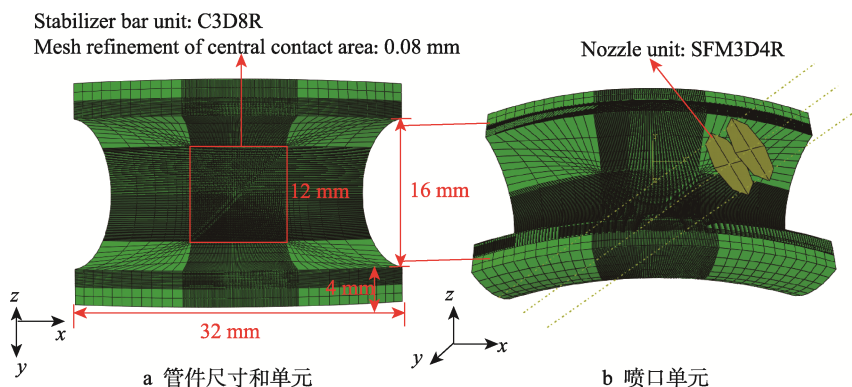 Stabilizer bar unit: C3D8R
Mesh refinement of central contact area: 0.08 mm
Nozzle unit: SFM3D4R
12 mm
16 mm
4 mm
32 mm
z
x
y
z
x
y
a 管件尺寸和单元
b 喷口单元